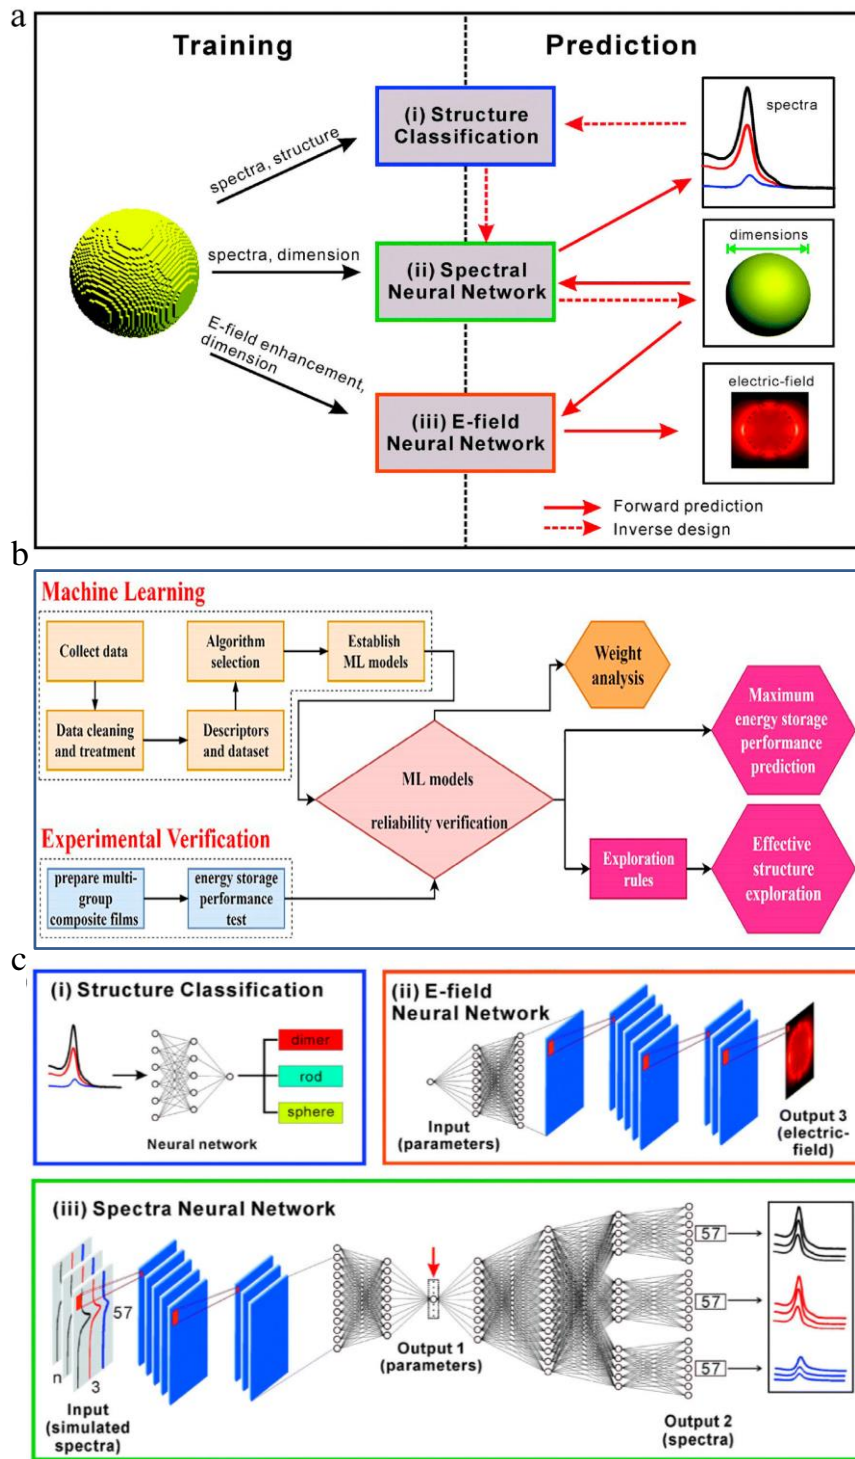 a
Training
Prediction
(i) Structure
Classification
spectra
spectra, structure
spectra, dimension
(ii) Spectral
Neural Network
dimensions
E-field enhancement,
dimension
(iii) E-field
Neural Network
electric-field
Forward prediction
Inverse design
b
Machine Learning
Collect data
Algorithm
selection
Establish
ML models
Data cleaning
and treatment
Descriptors
and dataset
Weight
analysis
Maximum
energy storage
performance
prediction
ML models
reliability verification
Experimental Verification
prepare multi-
group
composite films
energy storage
performance
test
Exploration
rules
Effective
structure
exploration
c
(i) Structure Classification
dimer
rod
sphere
Neural network
(ii) E-field
Neural Network
Input
(parameters)
Output 3
(electric-
field)
(iii) Spectra Neural Network
57
n
3
Input
(simulated
spectra)
Output 1
(parameters)
57
57
57
Output 2
(spectra)